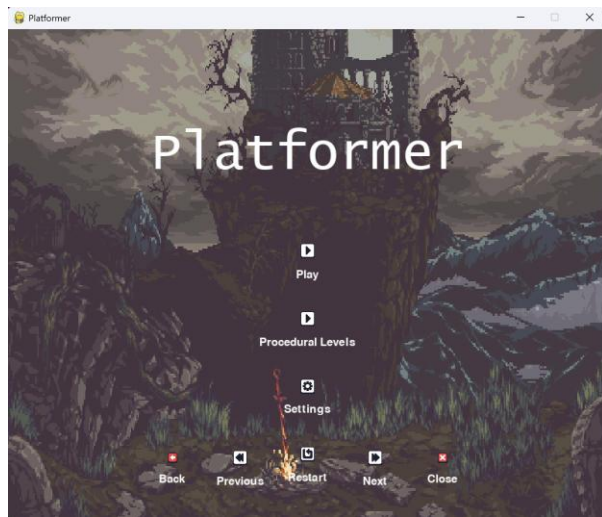 Platformer
Platformer
Play
Procedural Levels
Settings
Back Previous Restart Next Close